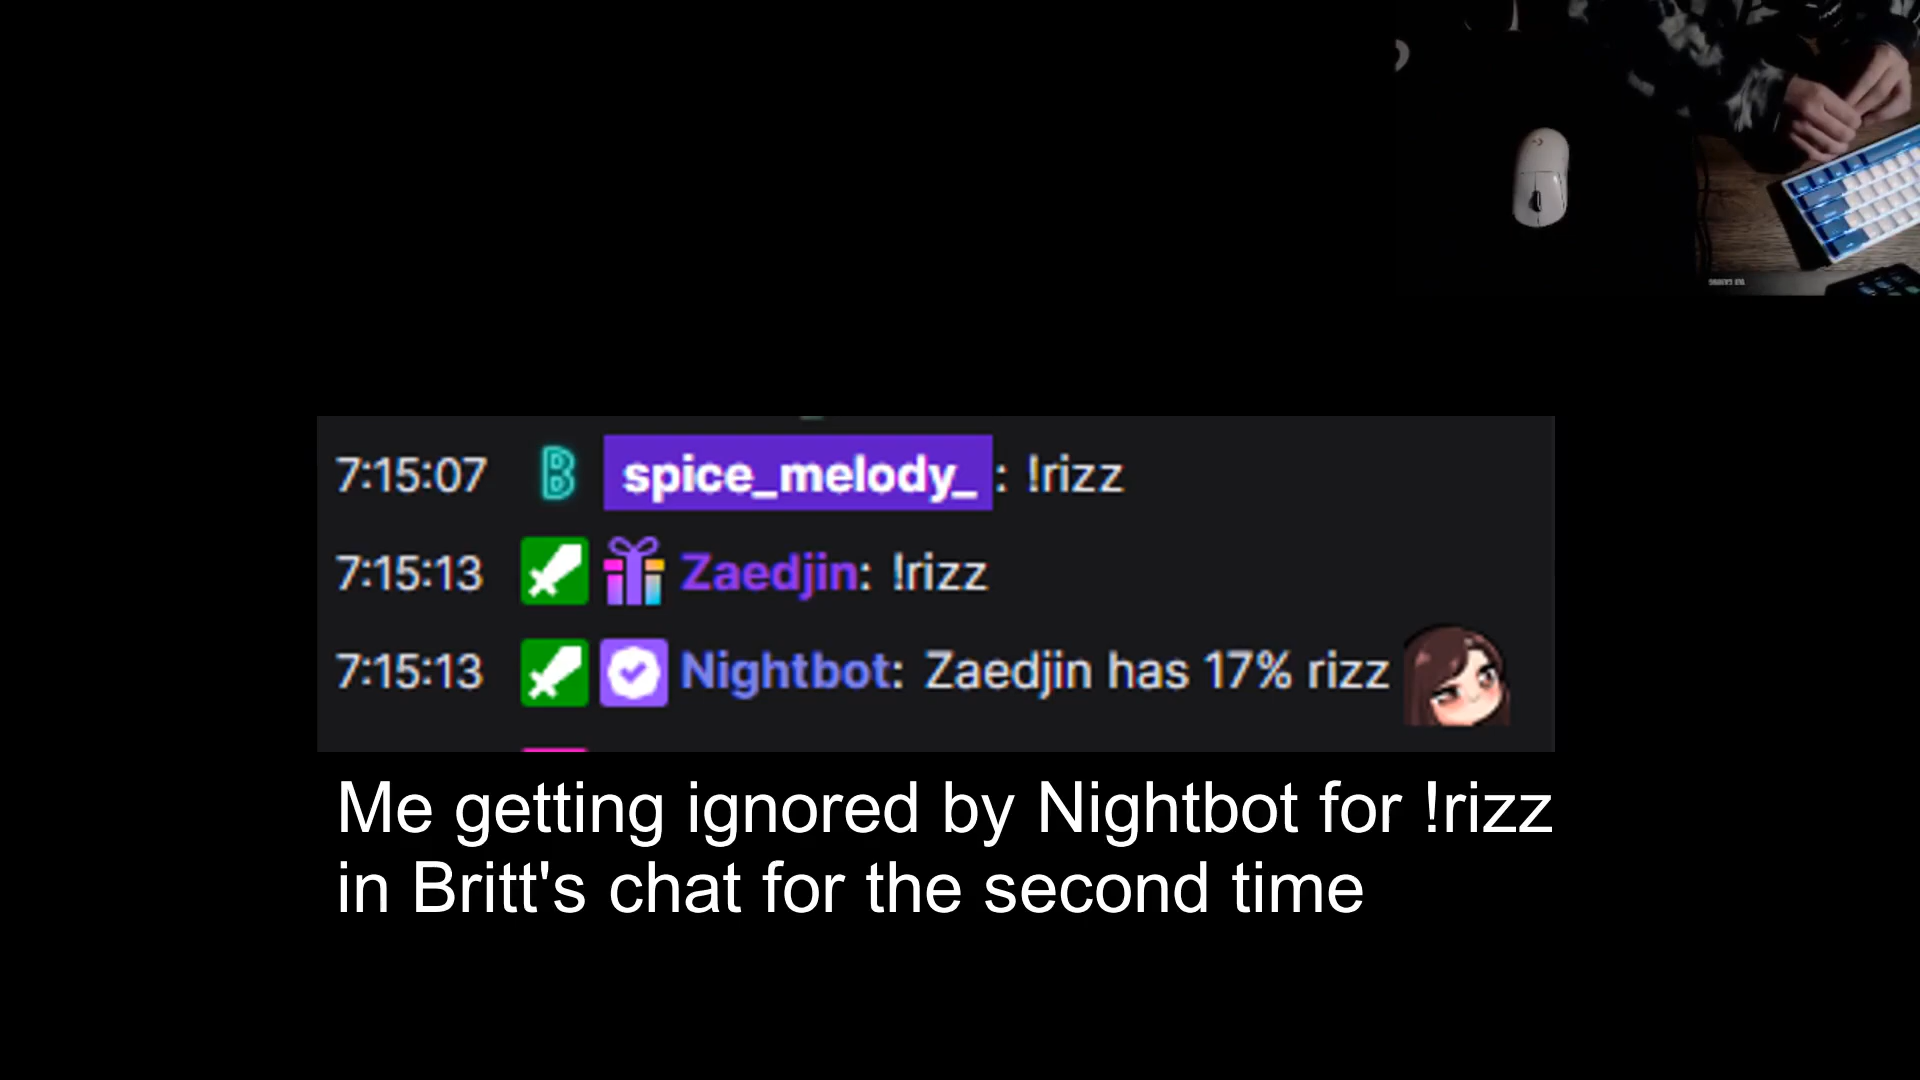 7:15:07 B spice_melody_ : !rizz
7:15:13 Zaedjin: !rizz
7:15:13 Nightbot: Zaedjin has 17% rizz
Me getting ignored by Nightbot for !rizz
in Britt's chat for the second time